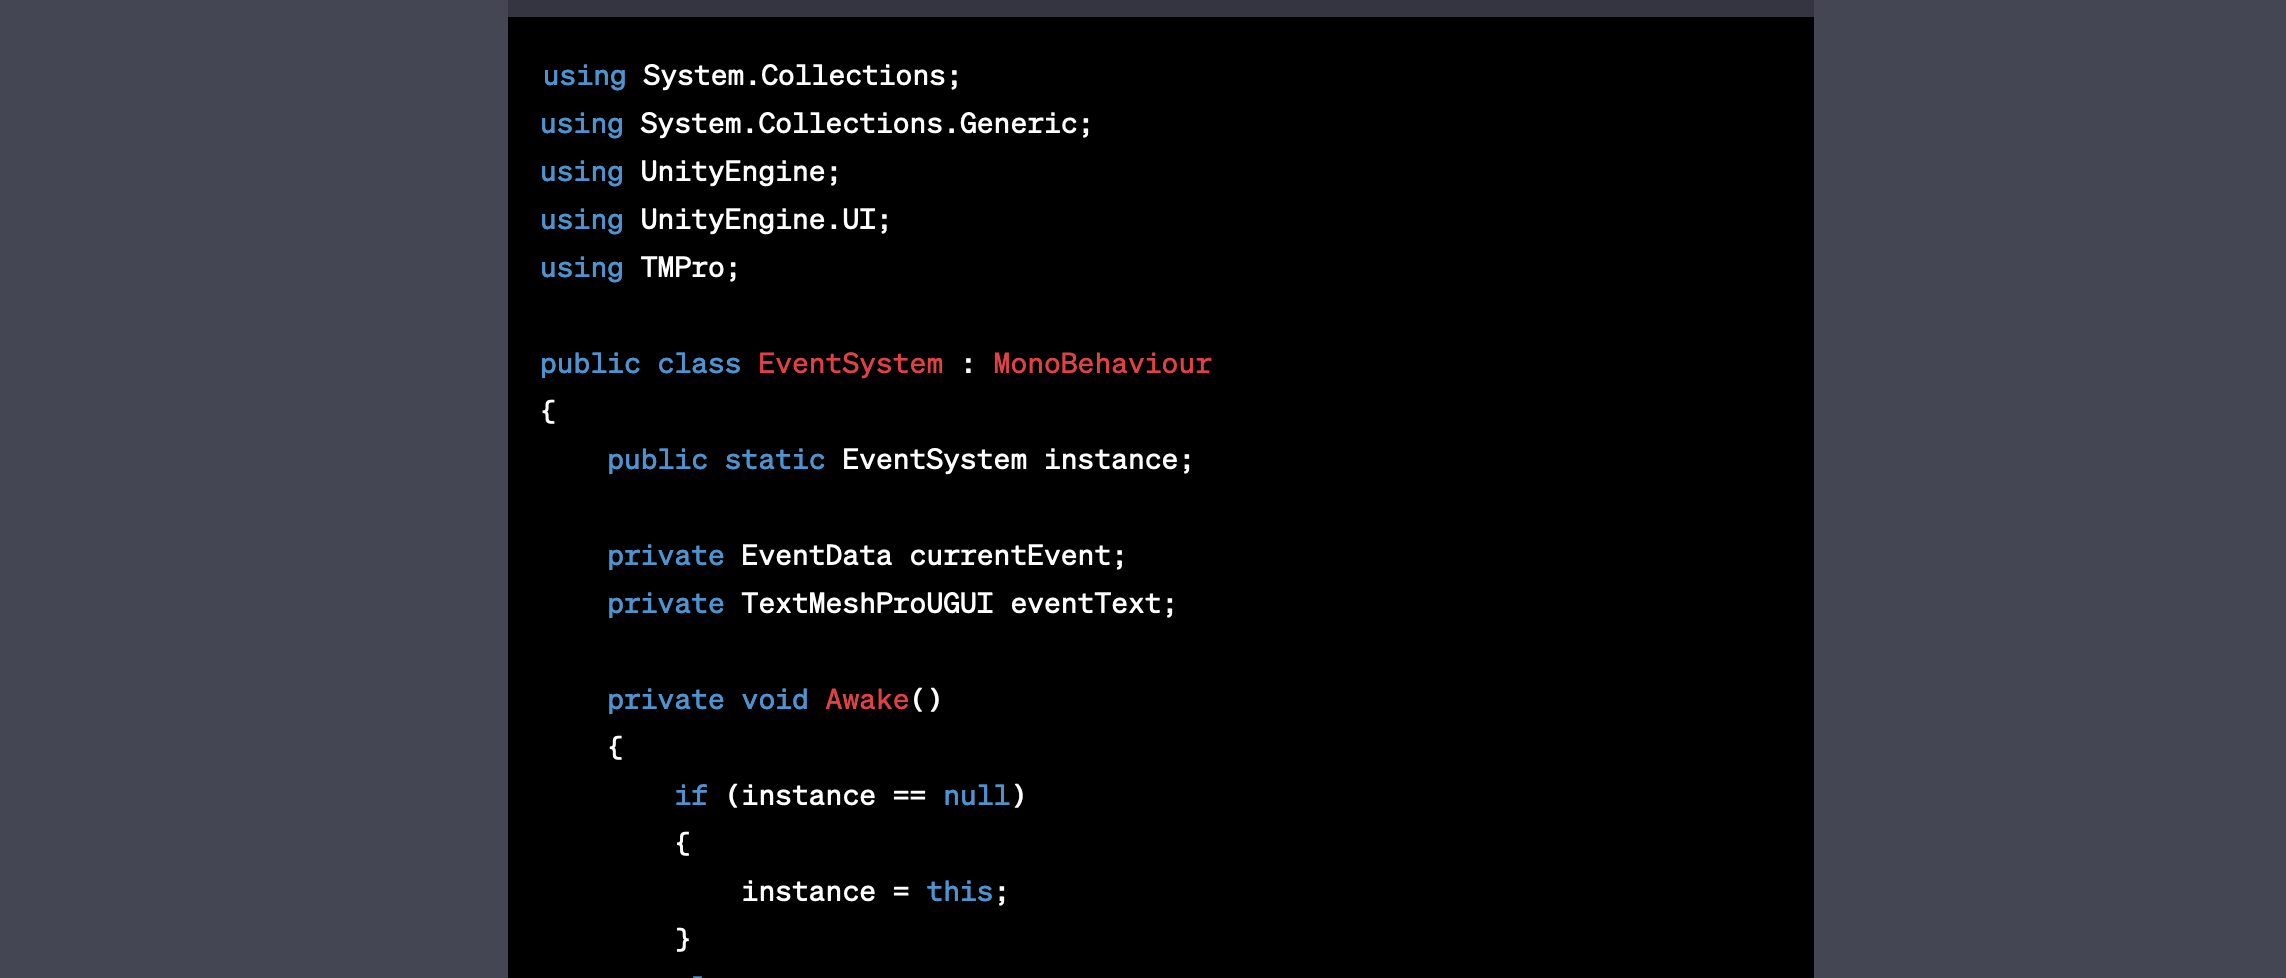 using System.Collections;
using System.Collections.Generic;
using UnityEngine;
using UnityEngine.UI;
using TMPro;
public class EventSystem : MonoBehaviour
{
public static EventSystem instance;
private EventData currentEvent;
private TextMeshProUGUI eventText;
private void Awake()
{
if (instance == null)
{
instance = this;
}